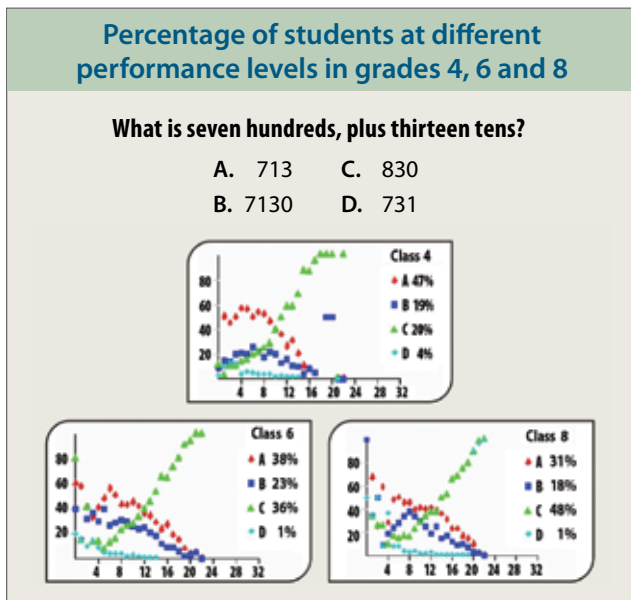 Percentage of students at different
performance levels in grades 4, 6 and 8
What is seven hundreds, plus thirteen tens?
A. 713 C. 830
B. 7130 D. 731
Class 4
A 47%
B 19%
C 20%
D 4%
80
60
40
20
4 8 12 16 20 24 28 32
Class 6
A 38%
B 23%
C 36%
D 1%
80
60
40
20
4 8 12 16 20 24 28 32
Class 8
A 31%
B 18%
C 48%
D 1%
80
60
40
20
4 8 12 16 20 24 28 32